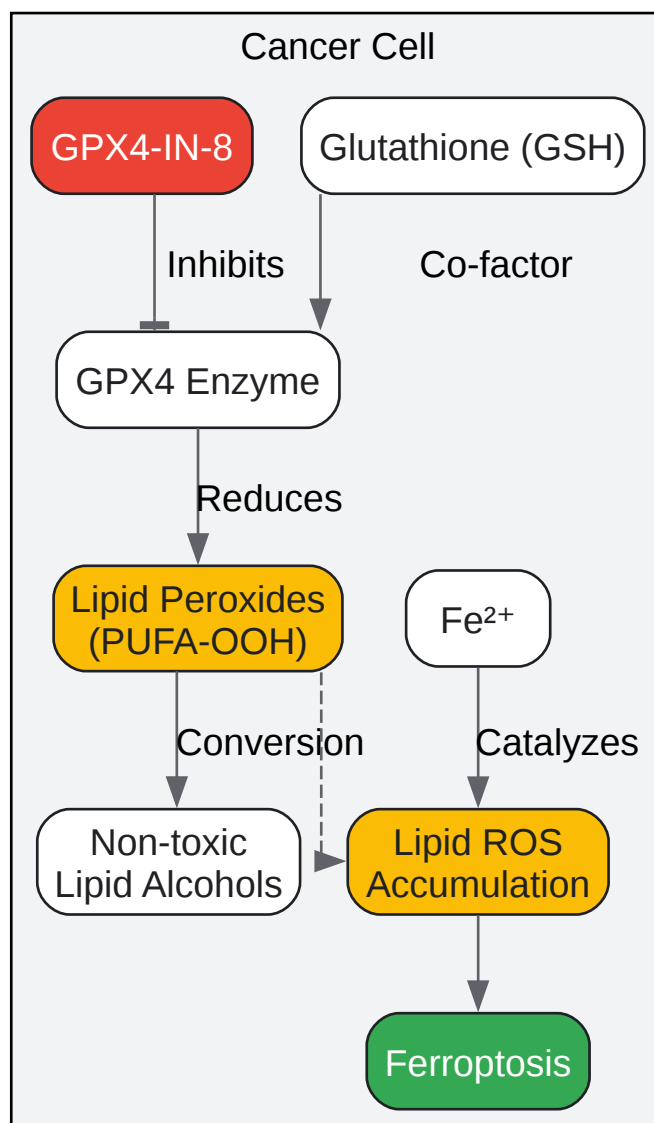 Cancer Cell
GPX4-IN-8
Glutathione (GSH)
Inhibits
Co-factor
GPX4 Enzyme
Reduces
Lipid Peroxides
(PUFA-OOH)
Fe²⁺
Conversion
Catalyzes
Non-toxic
Lipid Alcohols
Lipid ROS
Accumulation
Ferroptosis